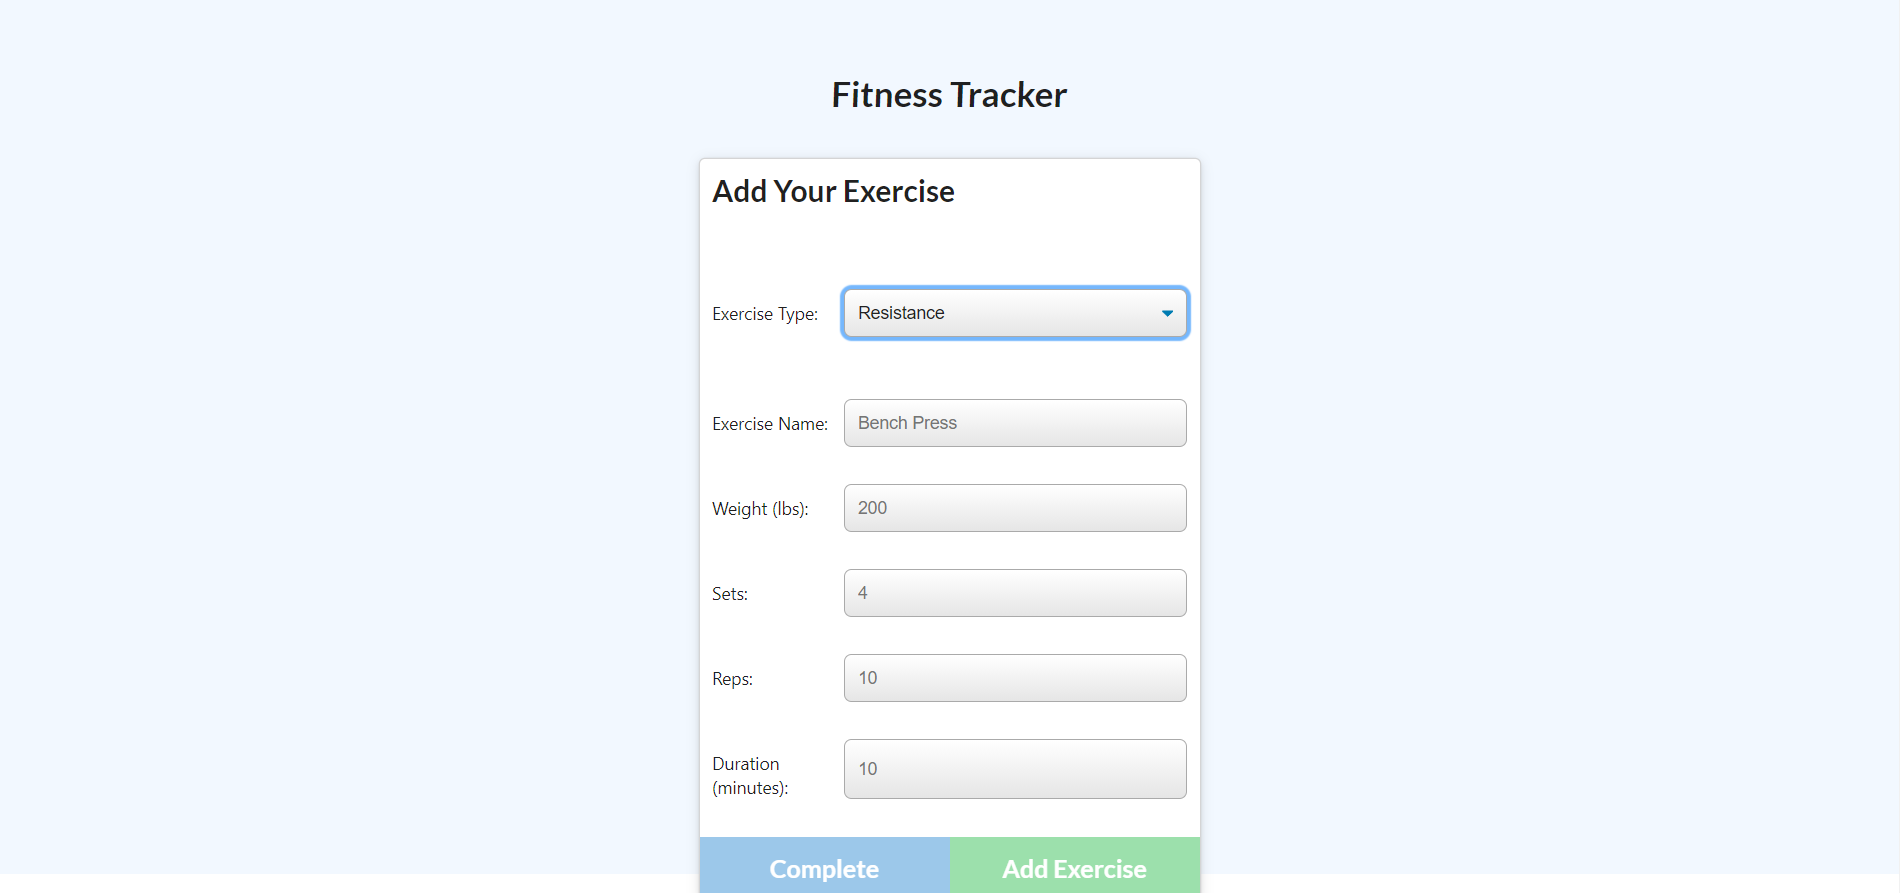 Fitness Tracker
Add Your Exercise
Exercise Type: Resistance
Exercise Name: Bench Press
Weight (lbs): 200
Sets: 4
Reps: 10
Duration
(minutes): 10
Complete Add Exercise